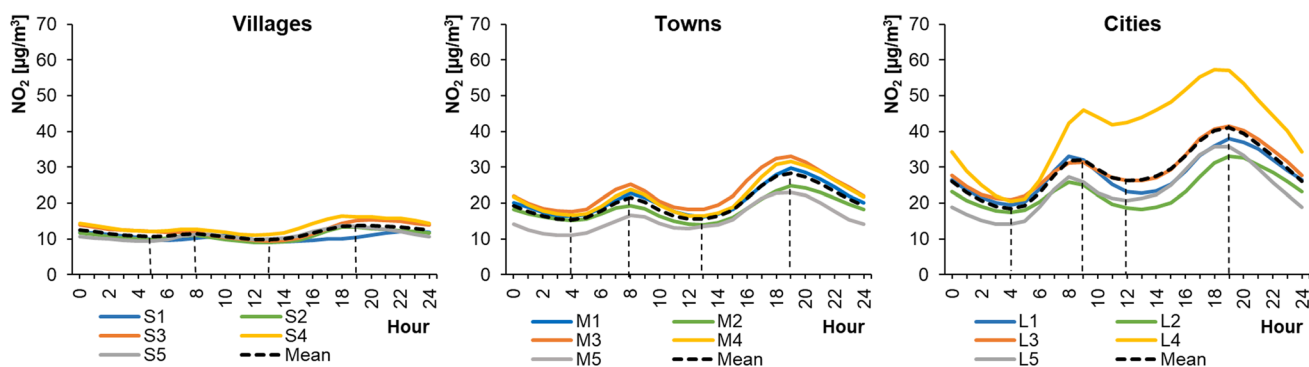 Villages
NO2 [µg/m³]
70
60
50
40
30
20
10
0
0 2 4 6 8 10 12 14 16 18 20 22 24
Hour
S1 S2
S3 S4
S5 Mean
Towns
NO2 [µg/m³]
70
60
50
40
30
20
10
0
0 2 4 6 8 10 12 14 16 18 20 22 24
Hour
M1 M2
M3 M4
M5 Mean
Cities
NO2 [µg/m³]
70
60
50
40
30
20
10
0
0 2 4 6 8 10 12 14 16 18 20 22 24
Hour
L1 L2
L3 L4
L5 Mean